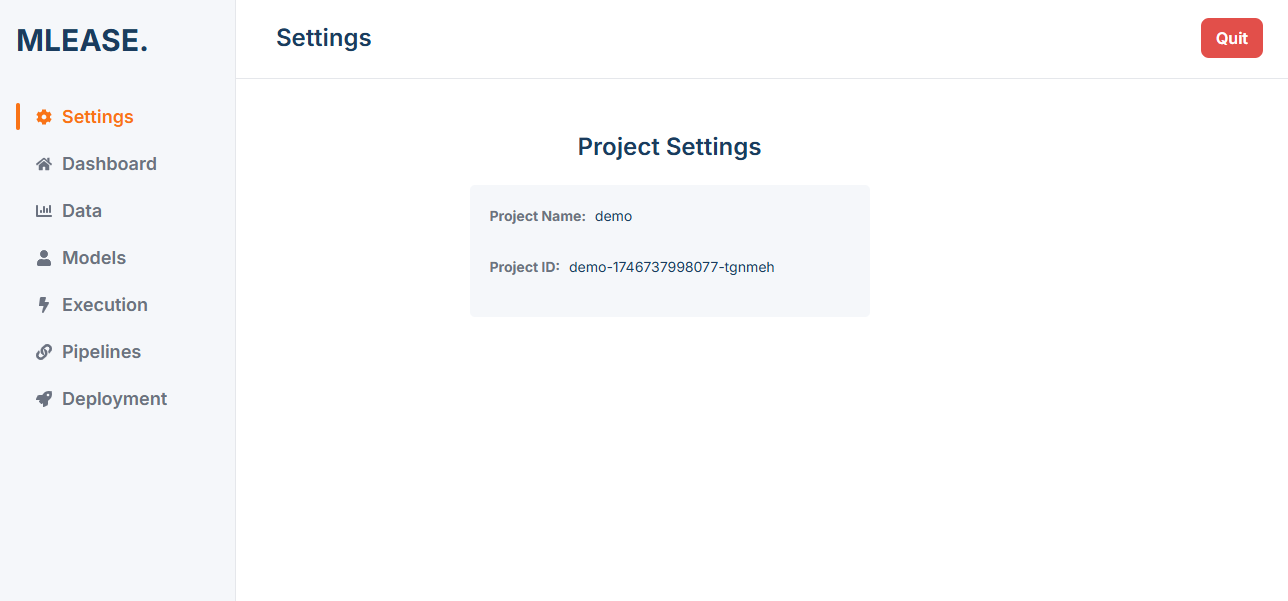 MLEASE.
Settings
Dashboard
Data
Models
Execution
Pipelines
Deployment
Settings
Quit
Project Settings
Project Name: demo
Project ID: demo-1746737998077-tgnmeh